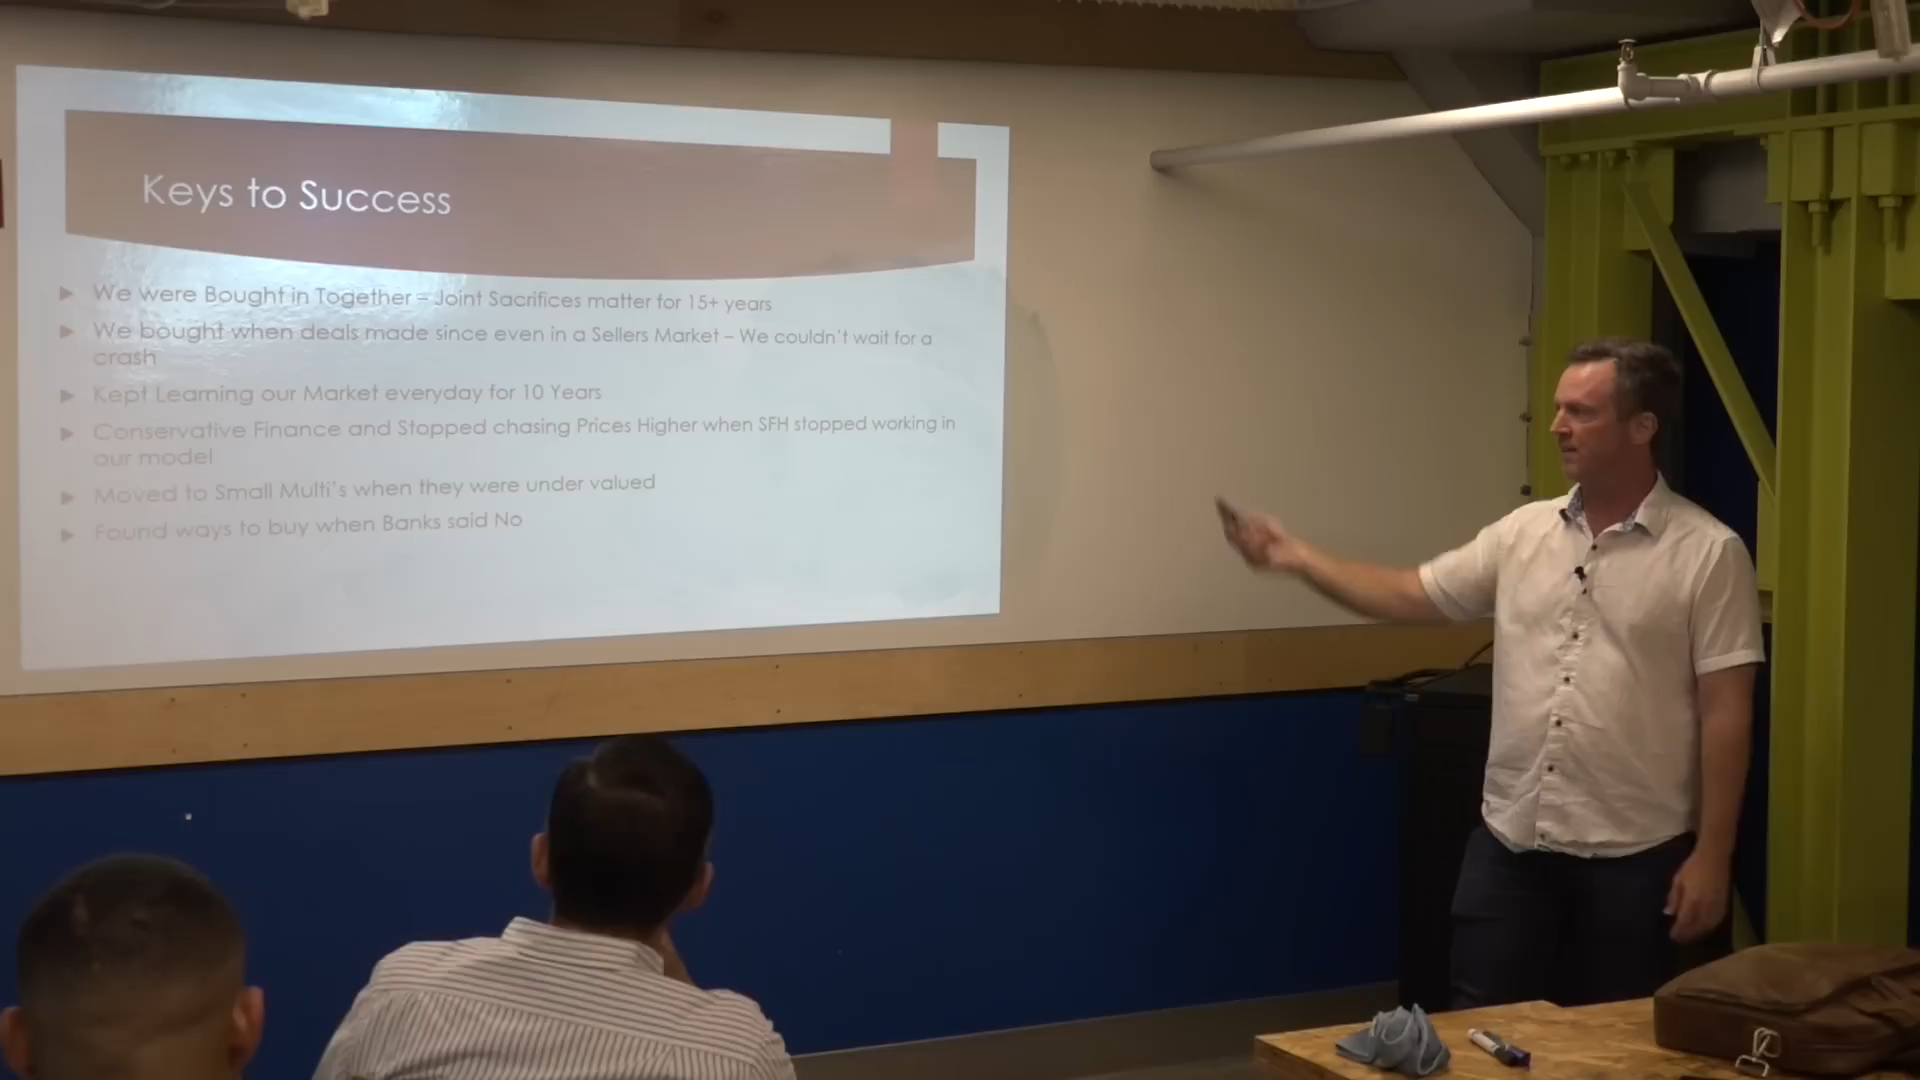 Keys to Success
We were Bought in Together – Joint Sacrifices matter for 15+ years
We bought when deals made since even in a Sellers Market – We couldn't wait for a
crash
Kept Learning our Market everyday for 10 Years
Conservative Finance and Stopped chasing Prices Higher when SFH stopped working in
our model
Moved to Small Multi's when they were under valued
Found ways to buy when Banks said No